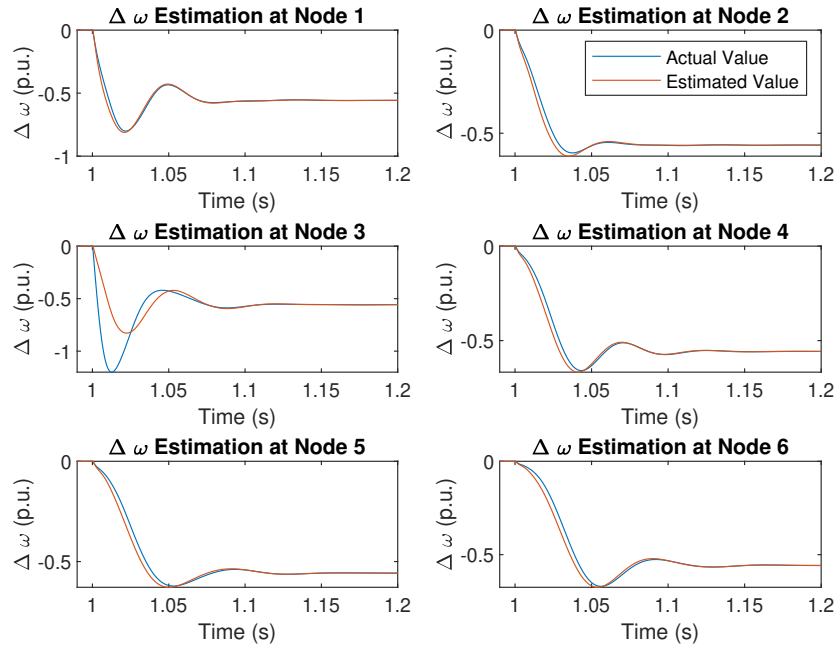 Δ ω Estimation at Node 1
0
-0.5
-1
Δ ω (p.u.)
1
1.05
1.1
1.15
1.2
Time (s)
Δ ω Estimation at Node 2
0
-0.5
Δ ω (p.u.)
Actual Value
Estimated Value
1
1.05
1.1
1.15
1.2
Time (s)
Δ ω Estimation at Node 3
0
-0.5
-1
Δ ω (p.u.)
1
1.05
1.1
1.15
1.2
Time (s)
Δ ω Estimation at Node 4
0
-0.5
Δ ω (p.u.)
1
1.05
1.1
1.15
1.2
Time (s)
Δ ω Estimation at Node 5
0
-0.5
Δ ω (p.u.)
1
1.05
1.1
1.15
1.2
Time (s)
Δ ω Estimation at Node 6
0
-0.5
Δ ω (p.u.)
1
1.05
1.1
1.15
1.2
Time (s)